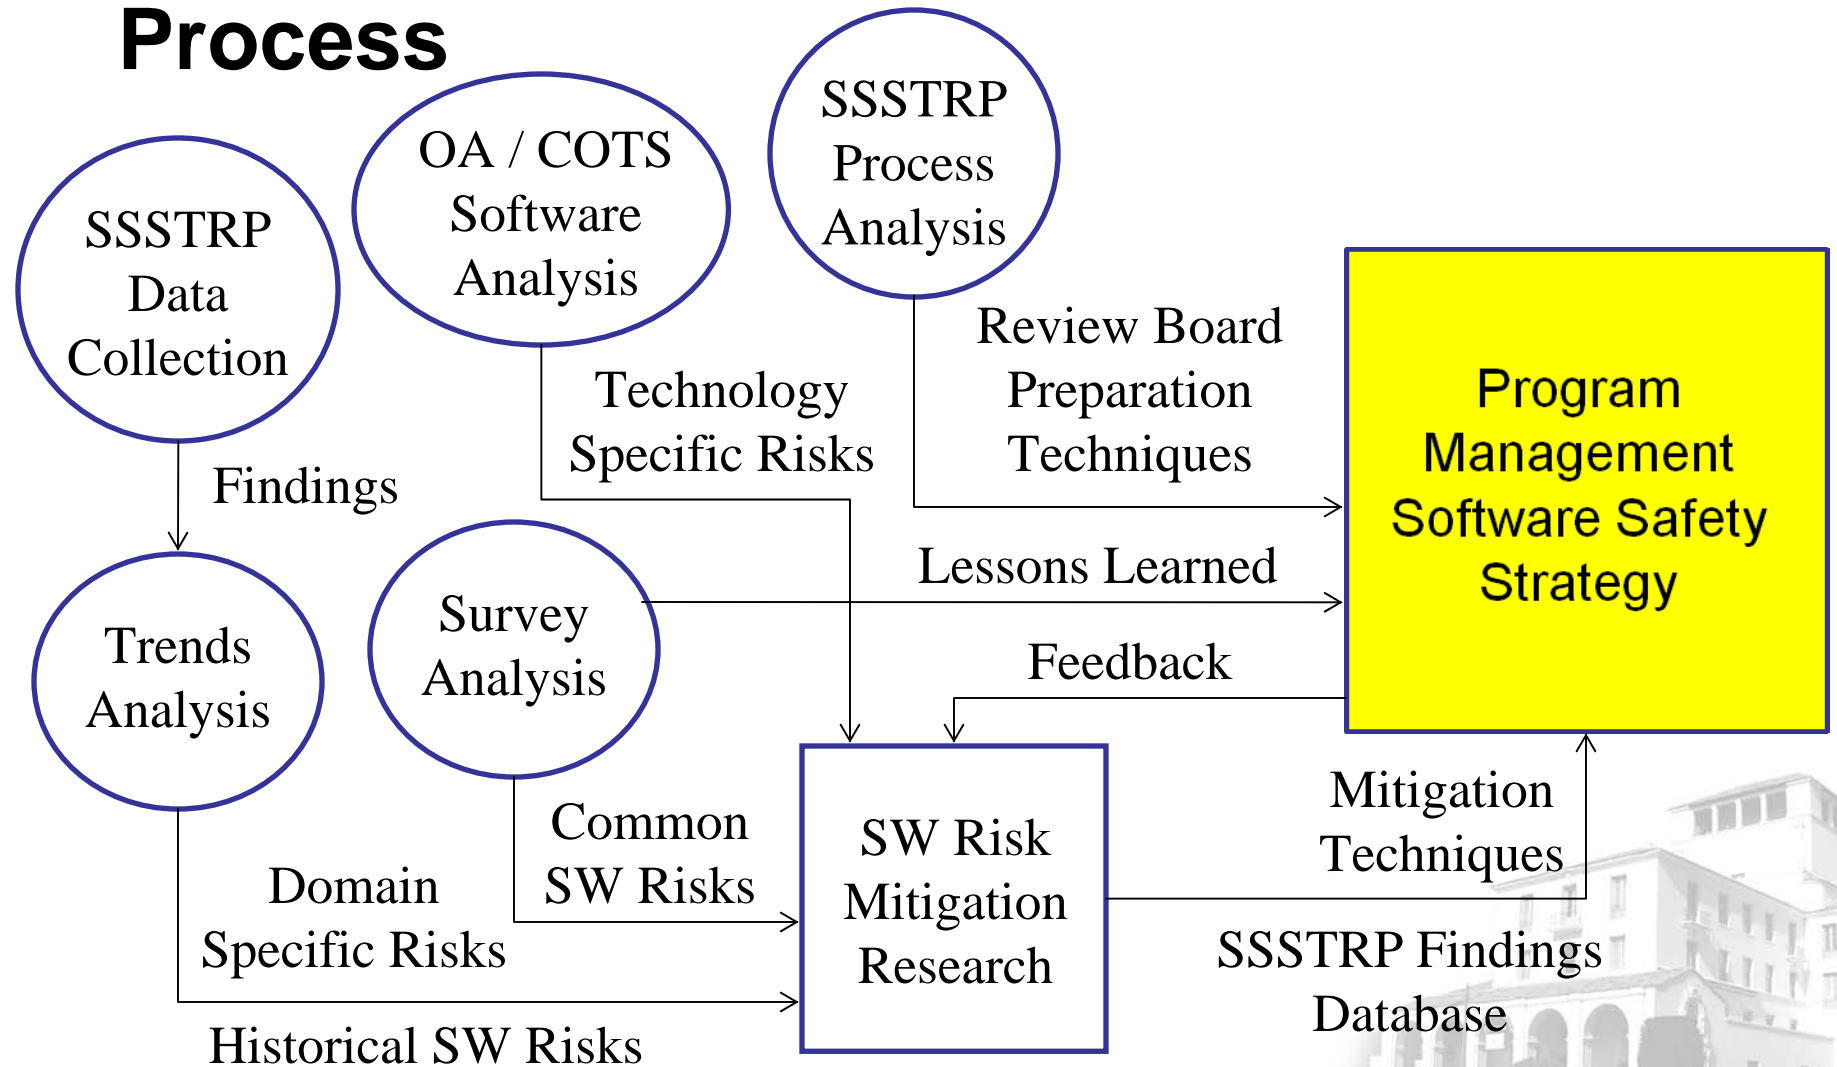 Process
SSSTRP
Data
Collection
OA / COTS
Software
Analysis
SSSTRP
Process
Analysis
Findings
Technology
Specific Risks
Review Board
Preparation
Techniques
Program
Management
Software Safety
Strategy
Trends
Analysis
Survey
Analysis
Lessons Learned
Feedback
Domain
Specific Risks
Historical SW Risks
Common
SW Risks
SW Risk
Mitigation
Research
Mitigation
Techniques
SSSTRP Findings
Database